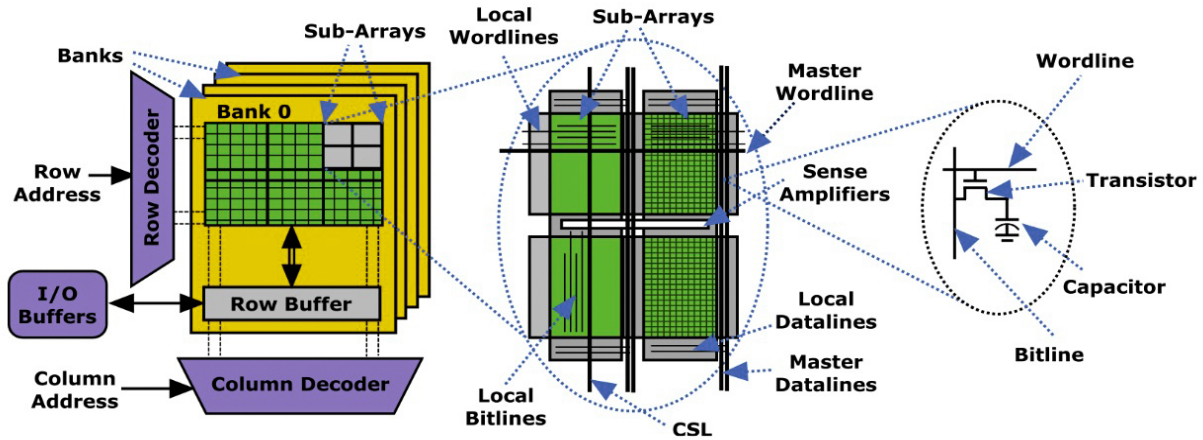 Banks
Sub-Arrays
Bank 0
Row Decoder
Row
Address
I/O
Buffers
Row Buffer
Column
Address
Column Decoder
Local
Wordlines
Sub-Arrays
Master
Wordline
Sense
Amplifiers
Local
Datalines
Master
Datalines
Local
Bitlines
CSL
Wordline
Transistor
Capacitor
Bitline